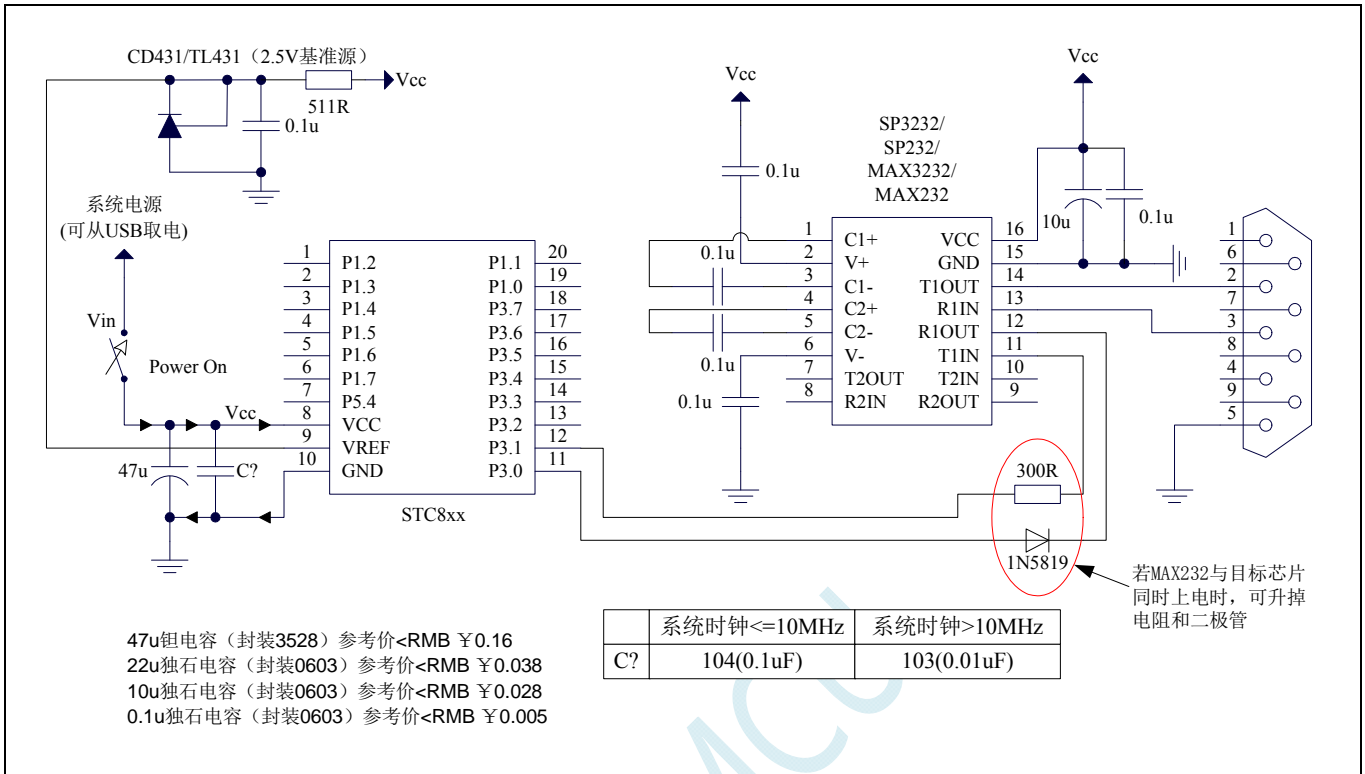 CD431/TL431（2.5V基准源）
Vcc
511R
0.1u
系统电源
(可从USB取电)
Vin
Power On
Vcc
47u
C?
1 P1.2 P1.1 20
2 P1.3 P1.0 19
3 P1.4 P3.7 18
4 P1.5 P3.6 17
5 P1.6 P3.5 16
6 P1.7 P3.4 15
7 P5.4 P3.3 14
8 VCC P3.2 13
9 VREF P3.1 12
10 GND P3.0 11
STC8xx
Vcc
0.1u
0.1u
0.1u
0.1u
SP3232/
SP232/
MAX3232/
MAX232
1 C1+ VCC 16
2 V+ GND 15
3 C1- T1OUT 14
4 C2+ R1IN 13
5 C2- R1OUT 12
6 V- T1IN 11
7 T2OUT T2IN 10
8 R2IN R2OUT 9
Vcc
10u
0.1u
1
6
2
7
3
8
4
9
5
300R
1N5819
若MAX232与目标芯片
同时上电时，可升掉
电阻和二极管
系统时钟<=10MHz 系统时钟>10MHz
C? 104(0.1uF) 103(0.01uF)
47u钽电容（封装3528）参考价<RMB ￥0.16
22u独石电容（封装0603）参考价<RMB ￥0.038
10u独石电容（封装0603）参考价<RMB ￥0.028
0.1u独石电容（封装0603）参考价<RMB ￥0.005
MCU